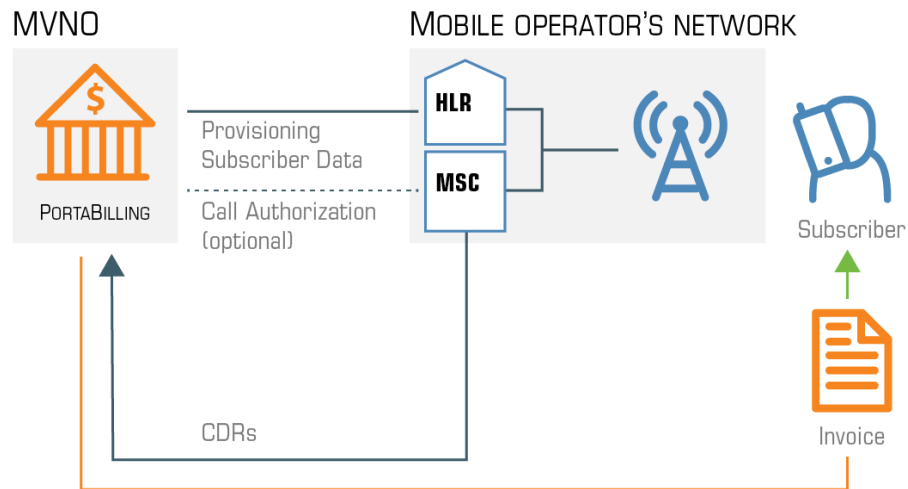 MVNO
MOBILE OPERATOR'S NETWORK
$
HLR
Provisioning
Subscriber Data
MSC
PORTABILLING
Call Authorization
(optional)
Subscriber
CDRs
Invoice